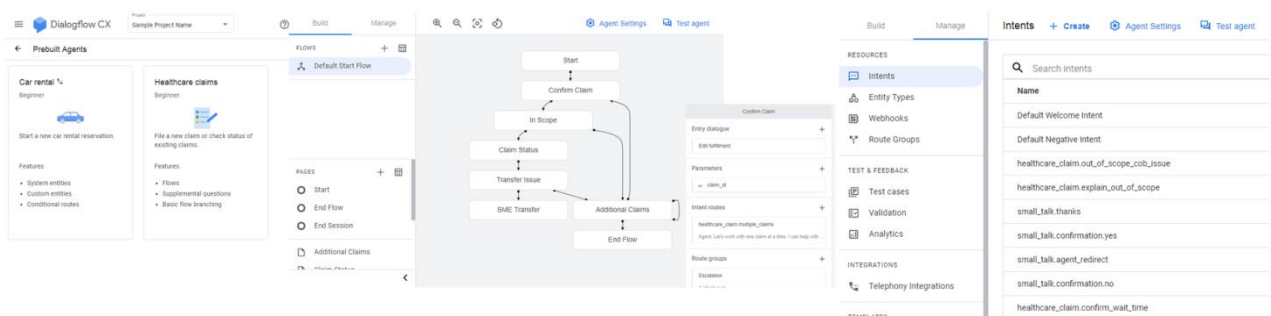 Dialogflow CX
Project
Sample Project Name
Prebuilt Agents
Car rental
Beginner
Start a new car rental reservation.
Features
• System entities
• Custom entities
• Conditional routes
Healthcare claims
Beginner
File a new claim or check status of
existing claims.
Features
• Flows
• Supplemental questions
• Basic flow branching
Build
Manage
FLOWS
Default Start Flow
PAGES
Start
End Flow
End Session
Additional Claims
Claim Status
Agent Settings
Test agent
Start
Confirm Claim
In Scope
Claim Status
Transfer Issue
SME Transfer
Additional Claims
End Flow
Confirm Claim
Entry dialogue
Edit fulfillment
Parameters
claim_id
Intent routes
healthcare_claim.multiple_claims
Agent: Let's work with one claim at a time. I can help with
Route groups
Escalation
Build
Manage
RESOURCES
Intents
Entity Types
Webhooks
Route Groups
TEST & FEEDBACK
Test cases
Validation
Analytics
INTEGRATIONS
Telephony Integrations
TEMPLATES
Intents
+ Create
Agent Settings
Test agent
Search intents
Name
Default Welcome Intent
Default Negative Intent
healthcare_claim.out_of_scope_cob_issue
healthcare_claim.explain_out_of_scope
small_talk.thanks
small_talk.confirmation.yes
small_talk.agent_redirect
small_talk.confirmation.no
healthcare_claim.confirm_wait_time